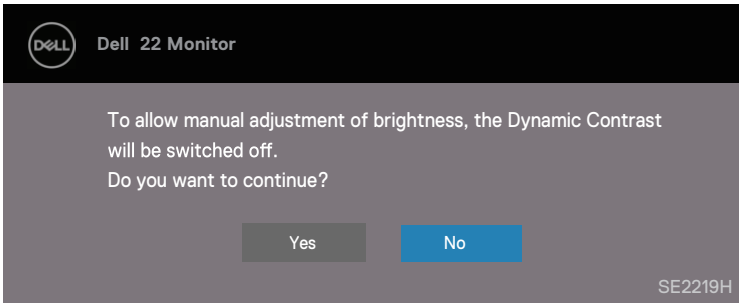 DELL
Dell 22 Monitor
To allow manual adjustment of brightness, the Dynamic Contrast
will be switched off.
Do you want to continue?
Yes No
SE2219H